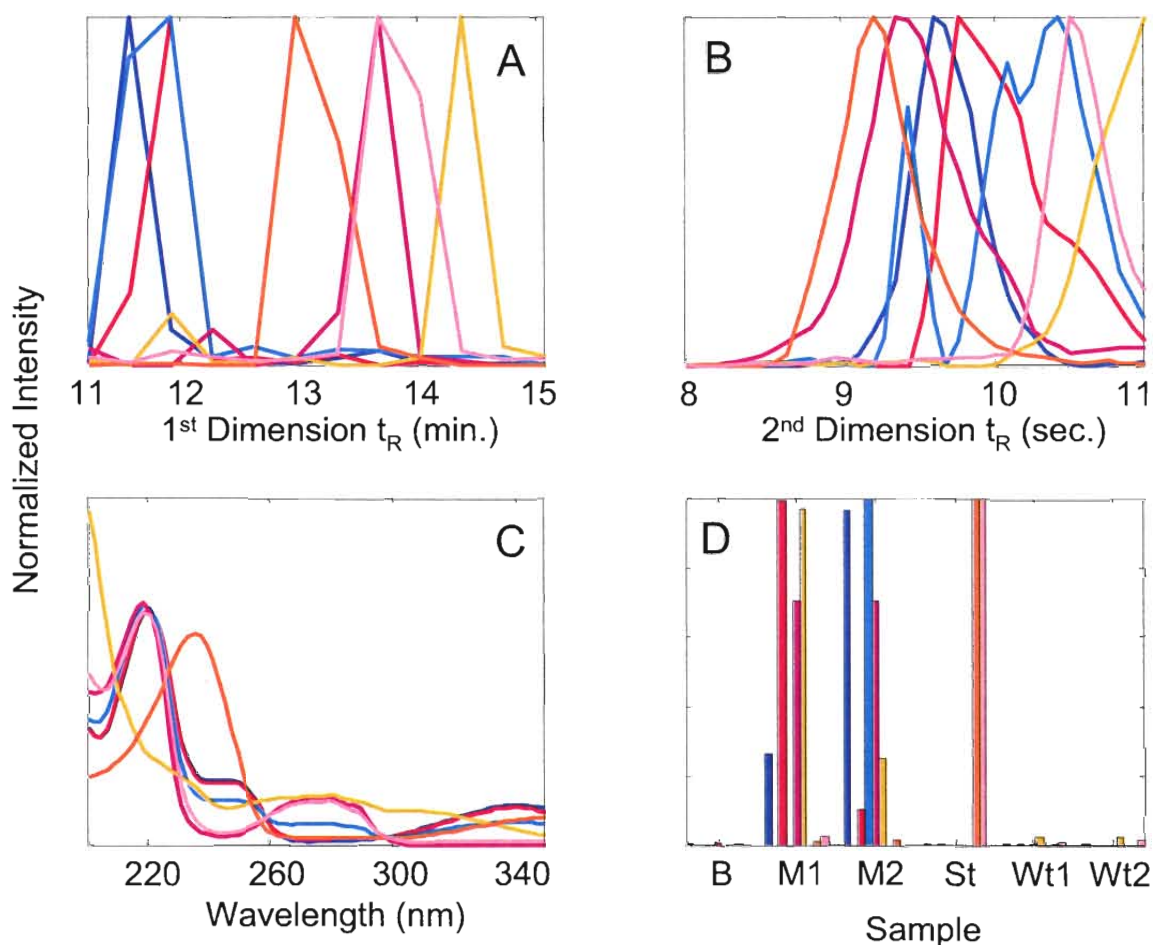 A
B
11 12 13 14 15
8 9 10 11
1st Dimension tR (min.)
2nd Dimension tR (sec.)
Normalized Intensity
C
D
220 260 300 340
B M1 M2 St Wt1 Wt2
Wavelength (nm)
Sample